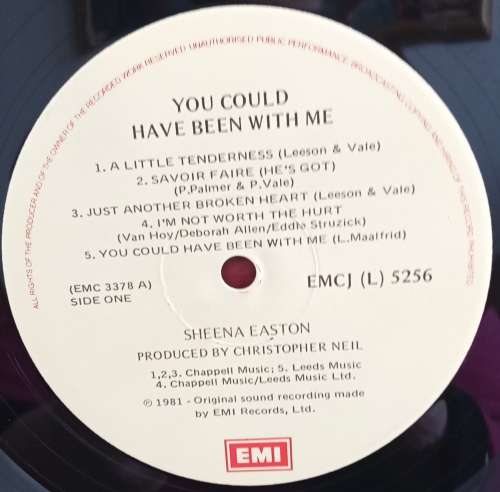 ALL RIGHTS OF THE PRODUCER AND OF THE OWNER OF THE RECORDED WORK RESERVED. UNAUTHORISED PUBLIC PERFORMANCE, BROADCASTING, COPYING, AND HIRING OF THIS RECORD PROHIBITED.
YOU COULD
HAVE BEEN WITH ME
1. A LITTLE TENDERNESS (Leeson & Vale)
2. SAVOIR FAIRE (HE'S GOT)
(P.Palmer & P.Vale)
3. JUST ANOTHER BROKEN HEART (Leeson & Vale)
4. I'M NOT WORTH THE HURT
(Van Hoy/Deborah Allen/Eddie Struzick)
5. YOU COULD HAVE BEEN WITH ME (L..Maalfrid)
(EMC 3378 A)
SIDE ONE
EMCJ (L) 5256
SHEENA EASTON
PRODUCED BY CHRISTOPHER NEIL
1,2,3. Chappell Music; 5. Leeds Music
4. Chappell Music/Leeds Music Ltd.
℗ 1981 - Original sound recording made
by EMI Records, Ltd.
EMI